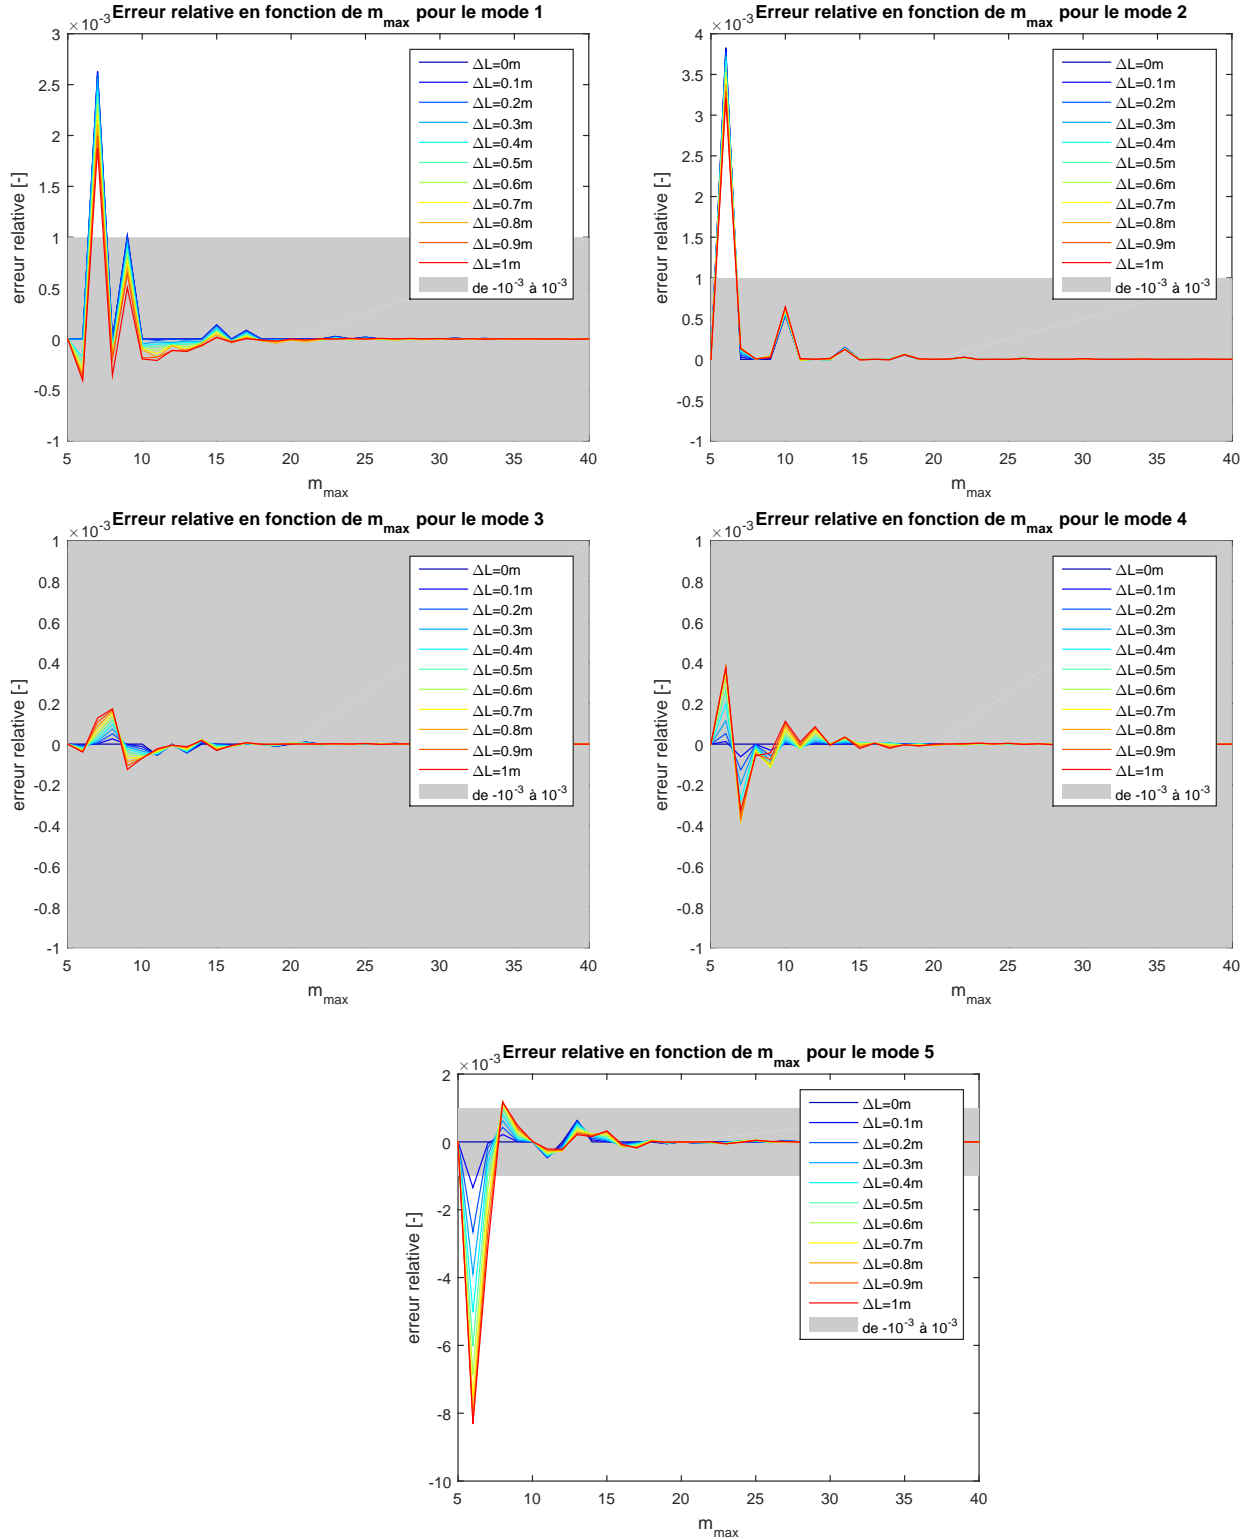 Erreur relative en fonction de m_max pour le mode 1
×10^-3
3
2.5
2
1.5
1
0.5
0
-0.5
-1
erreur relative [-]
5 10 15 20 25 30 35 40
m_max
ΔL=0m
ΔL=0.1m
ΔL=0.2m
ΔL=0.3m
ΔL=0.4m
ΔL=0.5m
ΔL=0.6m
ΔL=0.7m
ΔL=0.8m
ΔL=0.9m
ΔL=1m
de -10^-3 à 10^-3
Erreur relative en fonction de m_max pour le mode 2
×10^-3
4
3.5
3
2.5
2
1.5
1
0.5
0
-0.5
-1
erreur relative [-]
5 10 15 20 25 30 35 40
m_max
ΔL=0m
ΔL=0.1m
ΔL=0.2m
ΔL=0.3m
ΔL=0.4m
ΔL=0.5m
ΔL=0.6m
ΔL=0.7m
ΔL=0.8m
ΔL=0.9m
ΔL=1m
de -10^-3 à 10^-3
Erreur relative en fonction de m_max pour le mode 3
×10^-3
1
0.8
0.6
0.4
0.2
0
-0.2
-0.4
-0.6
-0.8
-1
erreur relative [-]
5 10 15 20 25 30 35 40
m_max
ΔL=0m
ΔL=0.1m
ΔL=0.2m
ΔL=0.3m
ΔL=0.4m
ΔL=0.5m
ΔL=0.6m
ΔL=0.7m
ΔL=0.8m
ΔL=0.9m
ΔL=1m
de -10^-3 à 10^-3
Erreur relative en fonction de m_max pour le mode 4
×10^-3
1
0.8
0.6
0.4
0.2
0
-0.2
-0.4
-0.6
-0.8
-1
erreur relative [-]
5 10 15 20 25 30 35 40
m_max
ΔL=0m
ΔL=0.1m
ΔL=0.2m
ΔL=0.3m
ΔL=0.4m
ΔL=0.5m
ΔL=0.6m
ΔL=0.7m
ΔL=0.8m
ΔL=0.9m
ΔL=1m
de -10^-3 à 10^-3
Erreur relative en fonction de m_max pour le mode 5
×10^-3
2
0
-2
-4
-6
-8
-10
erreur relative [-]
5 10 15 20 25 30 35 40
m_max
ΔL=0m
ΔL=0.1m
ΔL=0.2m
ΔL=0.3m
ΔL=0.4m
ΔL=0.5m
ΔL=0.6m
ΔL=0.7m
ΔL=0.8m
ΔL=0.9m
ΔL=1m
de -10^-3 à 10^-3